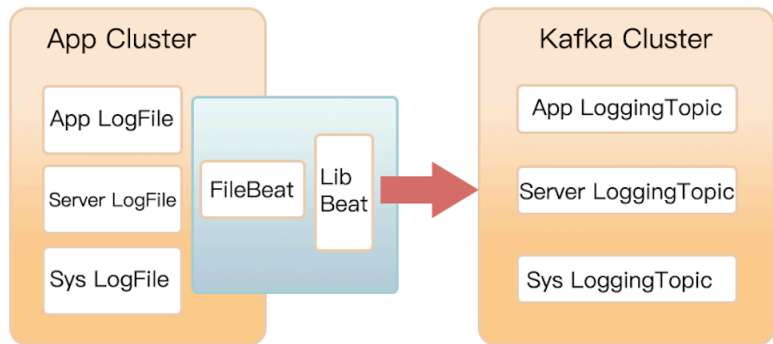 App Cluster
App LogFile
Server LogFile
Sys LogFile
FileBeat
Lib
Beat
Kafka Cluster
App LoggingTopic
Server LoggingTopic
Sys LoggingTopic